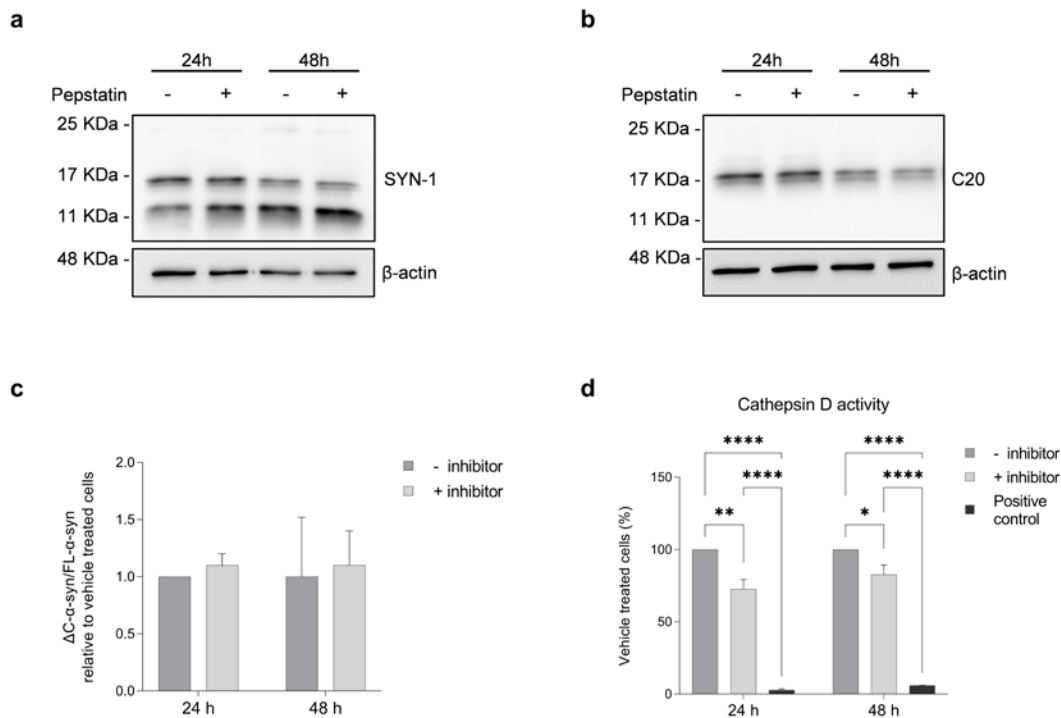 a
24h 48h
Pepstatin - + - +
25 KDa -
17 KDa -
SYN-1
11 KDa -
48 KDa -
β-actin
b
24h 48h
Pepstatin - + - +
25 KDa -
17 KDa -
C20
11 KDa -
48 KDa -
β-actin
c
ΔC-α-syn/FL-α-syn
relative to vehicle treated cells
2.0
1.5
1.0
0.5
0.0
24 h 48 h
- inhibitor
+ inhibitor
d
Cathepsin D activity
Vehicle treated cells (%)
150
100
50
0
**** ****
**** ****
** *
24 h 48 h
- inhibitor
+ inhibitor
Positive
control